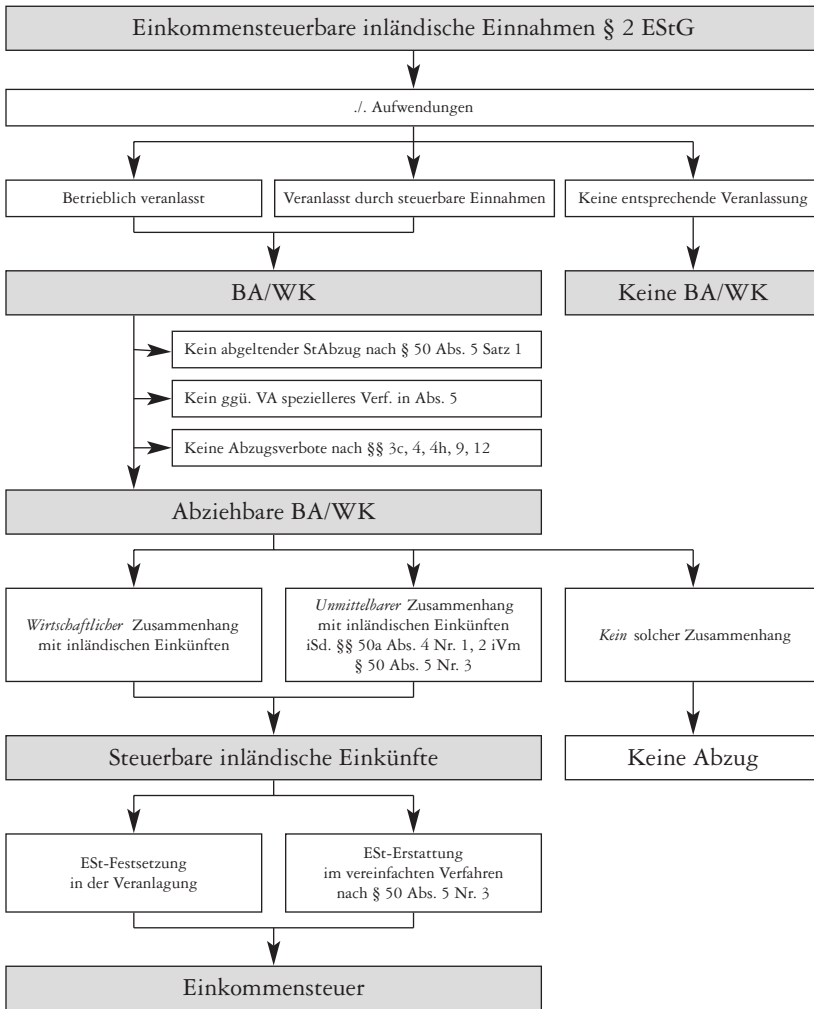 Einkommensteuerbare inländische Einnahmen § 2 EStG
./. Aufwendungen
Betrieblich veranlasst
Veranlasst durch steuerbare Einnahmen
Keine entsprechende Veranlassung
BA/WK
Keine BA/WK
Kein abgeltender StAbzug nach § 50 Abs. 5 Satz 1
Kein ggü. VA spezielleres Verf. in Abs. 5
Keine Abzugsverbote nach §§ 3c, 4, 4h, 9, 12
Abziehbare BA/WK
Wirtschaftlicher Zusammenhang
mit inländischen Einkünften
Unmittelbarer Zusammenhang
mit inländischen Einkünften
iSd. §§ 50a Abs. 4 Nr. 1, 2 iVm
§ 50 Abs. 5 Nr. 3
Kein solcher Zusammenhang
Steuerbare inländische Einkünfte
Keine Abzug
ESt-Festsetzung
in der Veranlagung
ESt-Erstattung
im vereinfachten Verfahren
nach § 50 Abs. 5 Nr. 3
Einkommensteuer